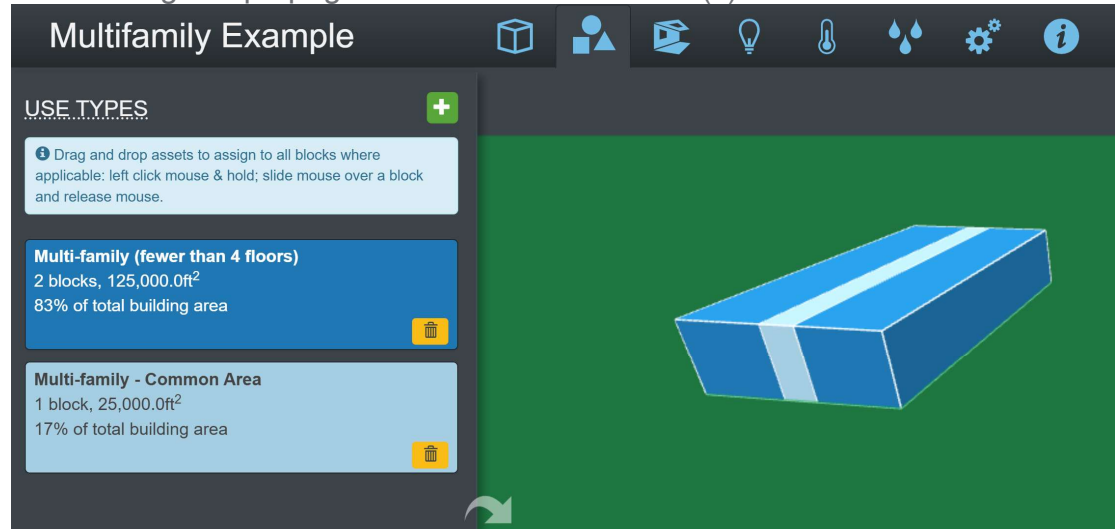 Multifamily Example
USE TYPES
Drag and drop assets to assign to all blocks where
applicable: left click mouse & hold; slide mouse over a block
and release mouse.
Multi-family (fewer than 4 floors)
2 blocks, 125,000.0ft²
83% of total building area
Multi-family - Common Area
1 block, 25,000.0ft²
17% of total building area